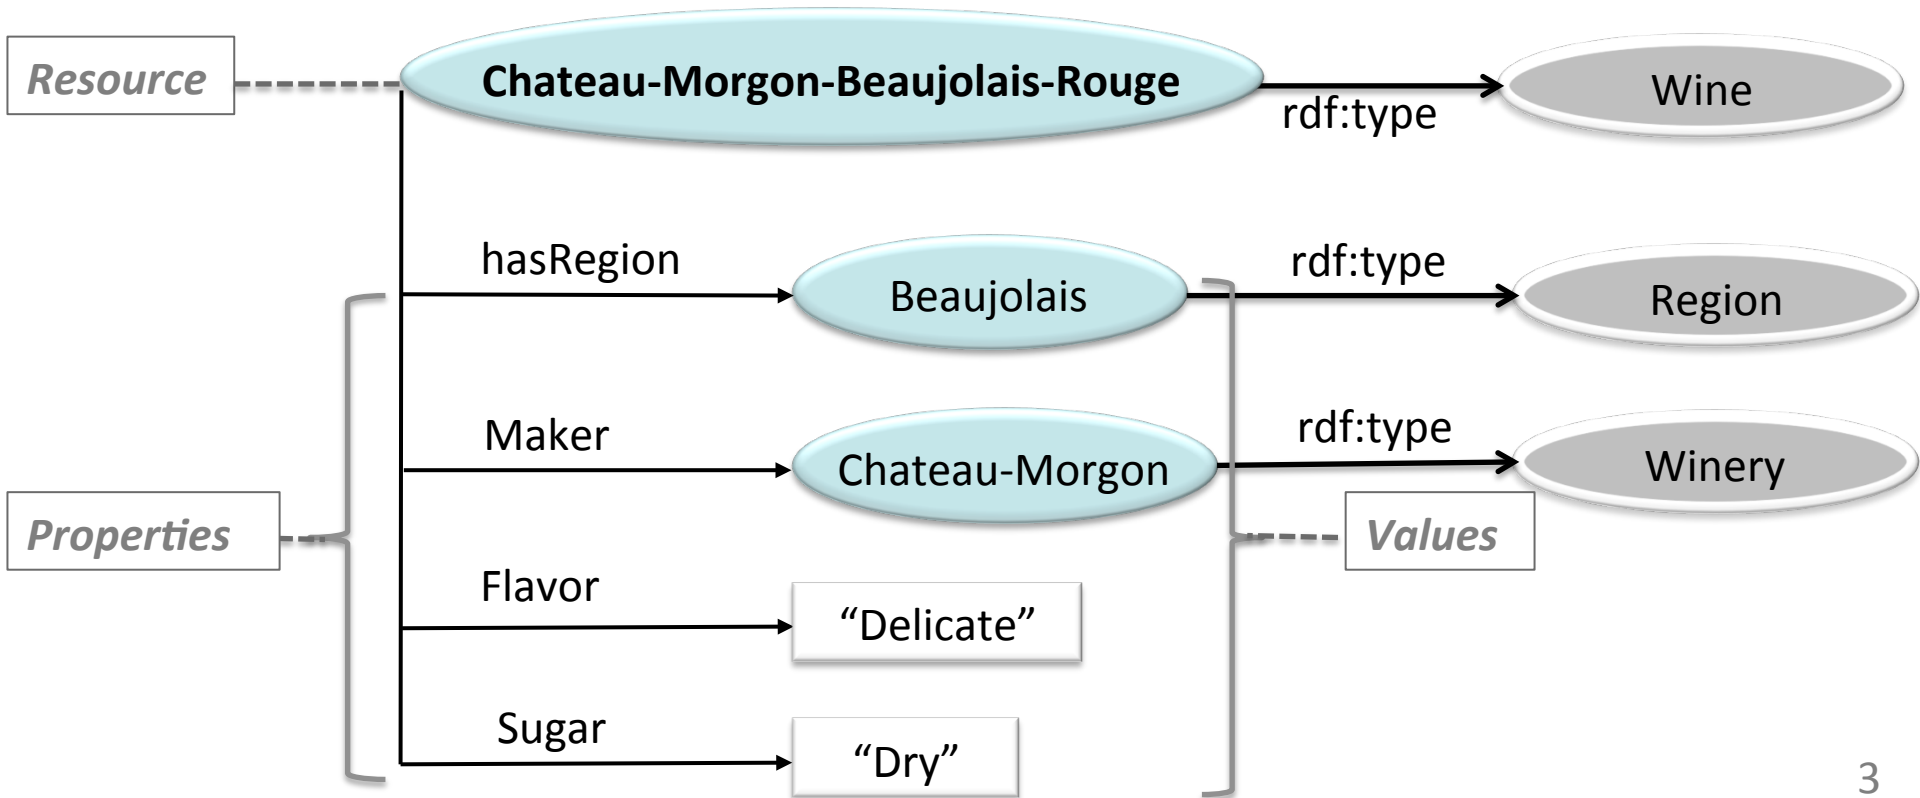 Resource
Chateau-Morgon-Beaujolais-Rouge
rdf:type
Wine
hasRegion
Beaujolais
rdf:type
Region
Maker
Chateau-Morgon
rdf:type
Winery
Properties
Values
Flavor
“Delicate”
Sugar
“Dry”
3